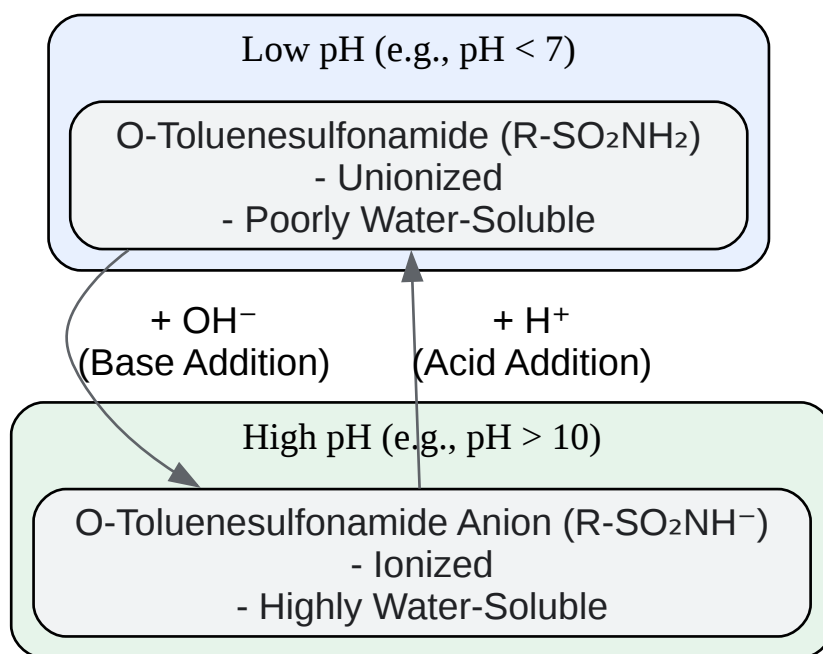 Low pH (e.g., pH < 7)
O-Toluenesulfonamide (R-SO₂NH₂)
- Unionized
- Poorly Water-Soluble
+ OH⁻
(Base Addition)
+ H⁺
(Acid Addition)
High pH (e.g., pH > 10)
O-Toluenesulfonamide Anion (R-SO₂NH⁻)
- Ionized
- Highly Water-Soluble